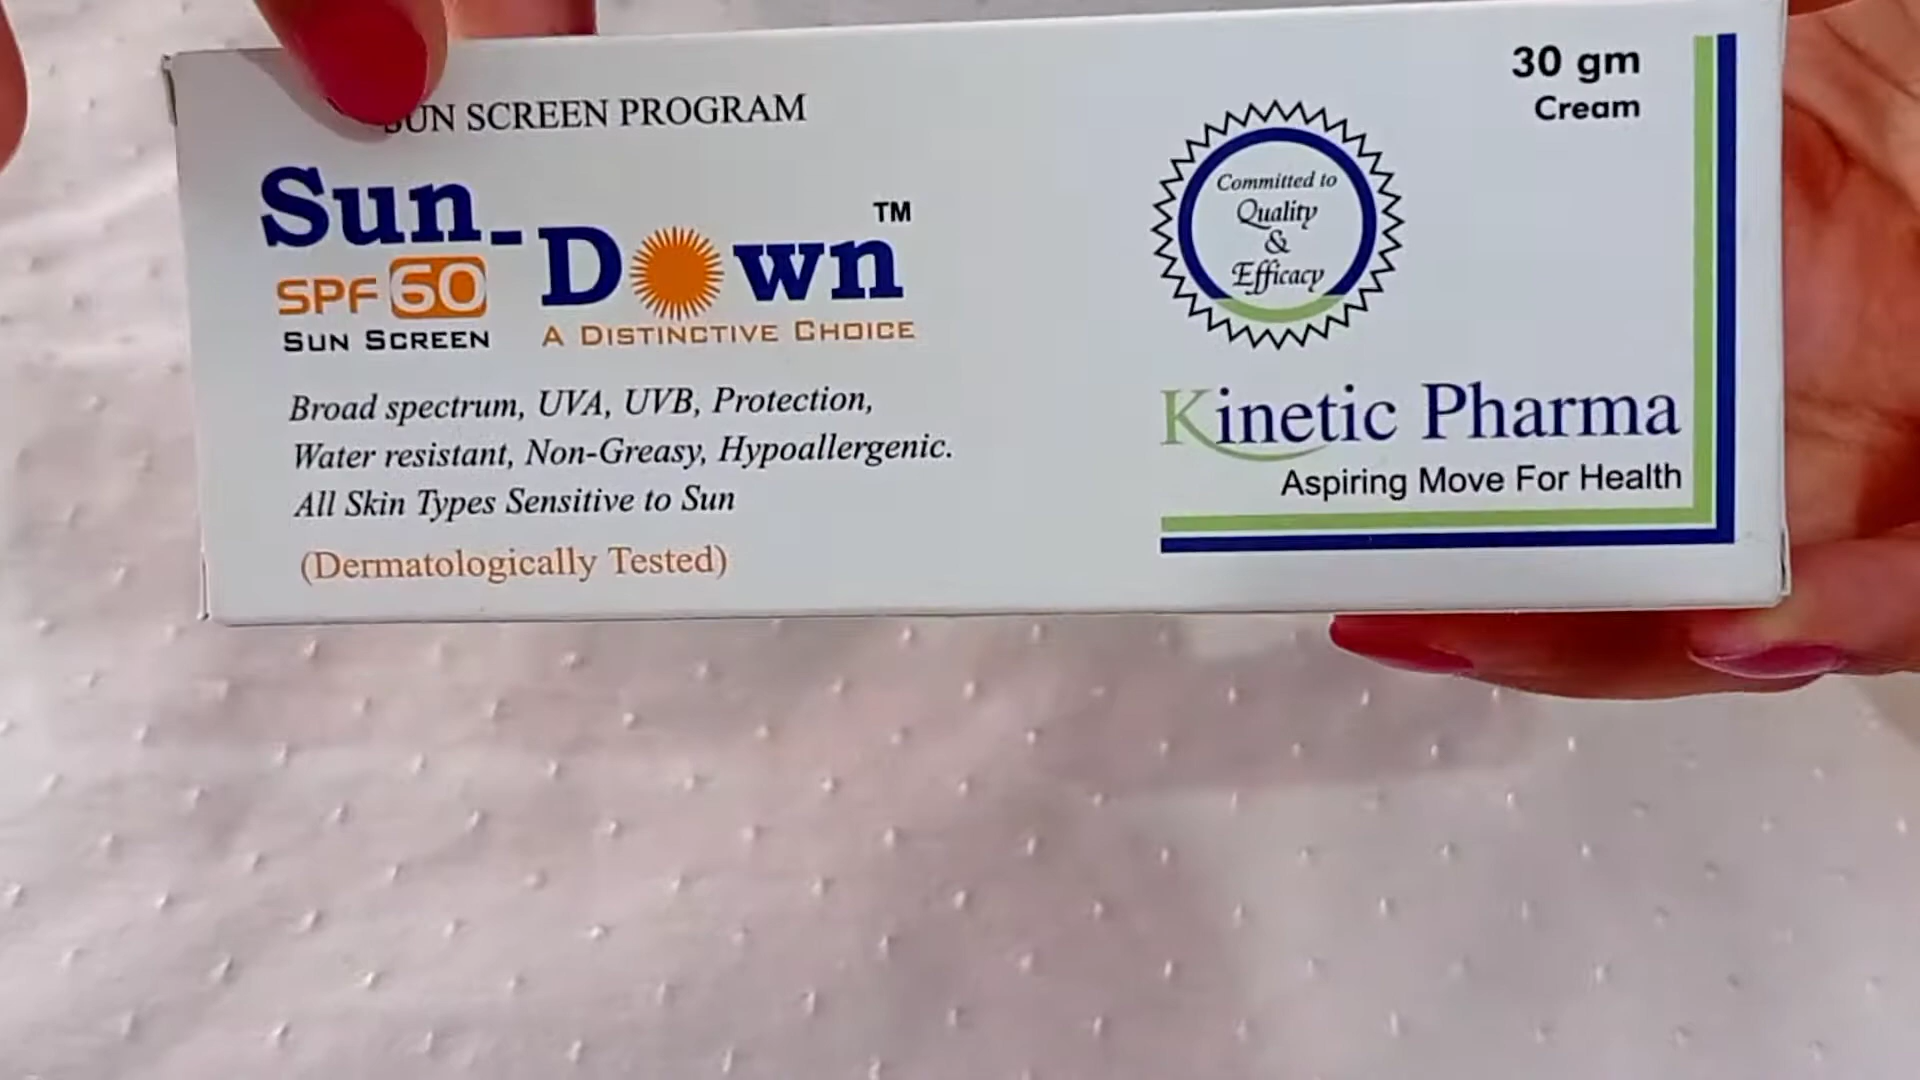 SUN SCREEN PROGRAM
Sun-Down™
SPF 60
SUN SCREEN
A DISTINCTIVE CHOICE
Broad spectrum, UVA, UVB, Protection,
Water resistant, Non-Greasy, Hypoallergenic.
All Skin Types Sensitive to Sun
(Dermatologically Tested)
30 gm
Cream
Committed to
Quality
&
Efficacy
Kinetic Pharma
Aspiring Move For Health